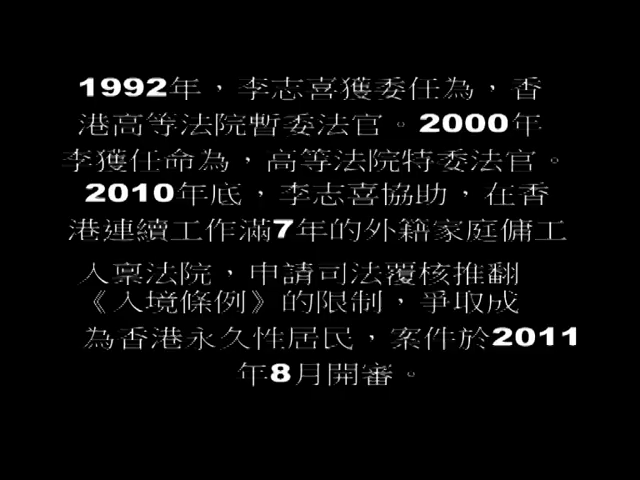 1992年，李志喜獲委任為，香
港高等法院暫委法官。2000年
李獲任命為，高等法院特委法官。
2010年底，李志喜協助，在香
港連續工作滿7年的外籍家庭傭工
入稟法院，申請司法覆核推翻
《入境條例》的限制，爭取成
為香港永久性居民，案件於2011
年8月開審。